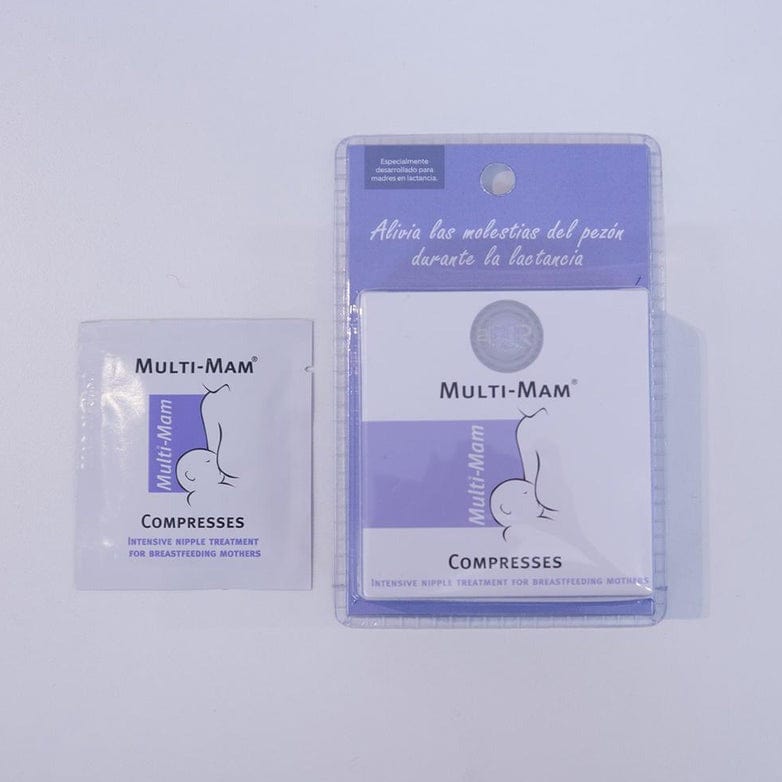 MULTI-MAM®
Multi-Mam
COMPRESSES
INTENSIVE NIPPLE TREATMENT
FOR BREASTFEEDING MOTHERS
Especialmente
desarrollado para
madres en lactancia.
Alivia las molestias del pezón
durante la lactancia
MULTI-MAM®
Multi-Mam
COMPRESSES
INTENSIVE NIPPLE TREATMENT FOR BREASTFEEDING MOTHERS